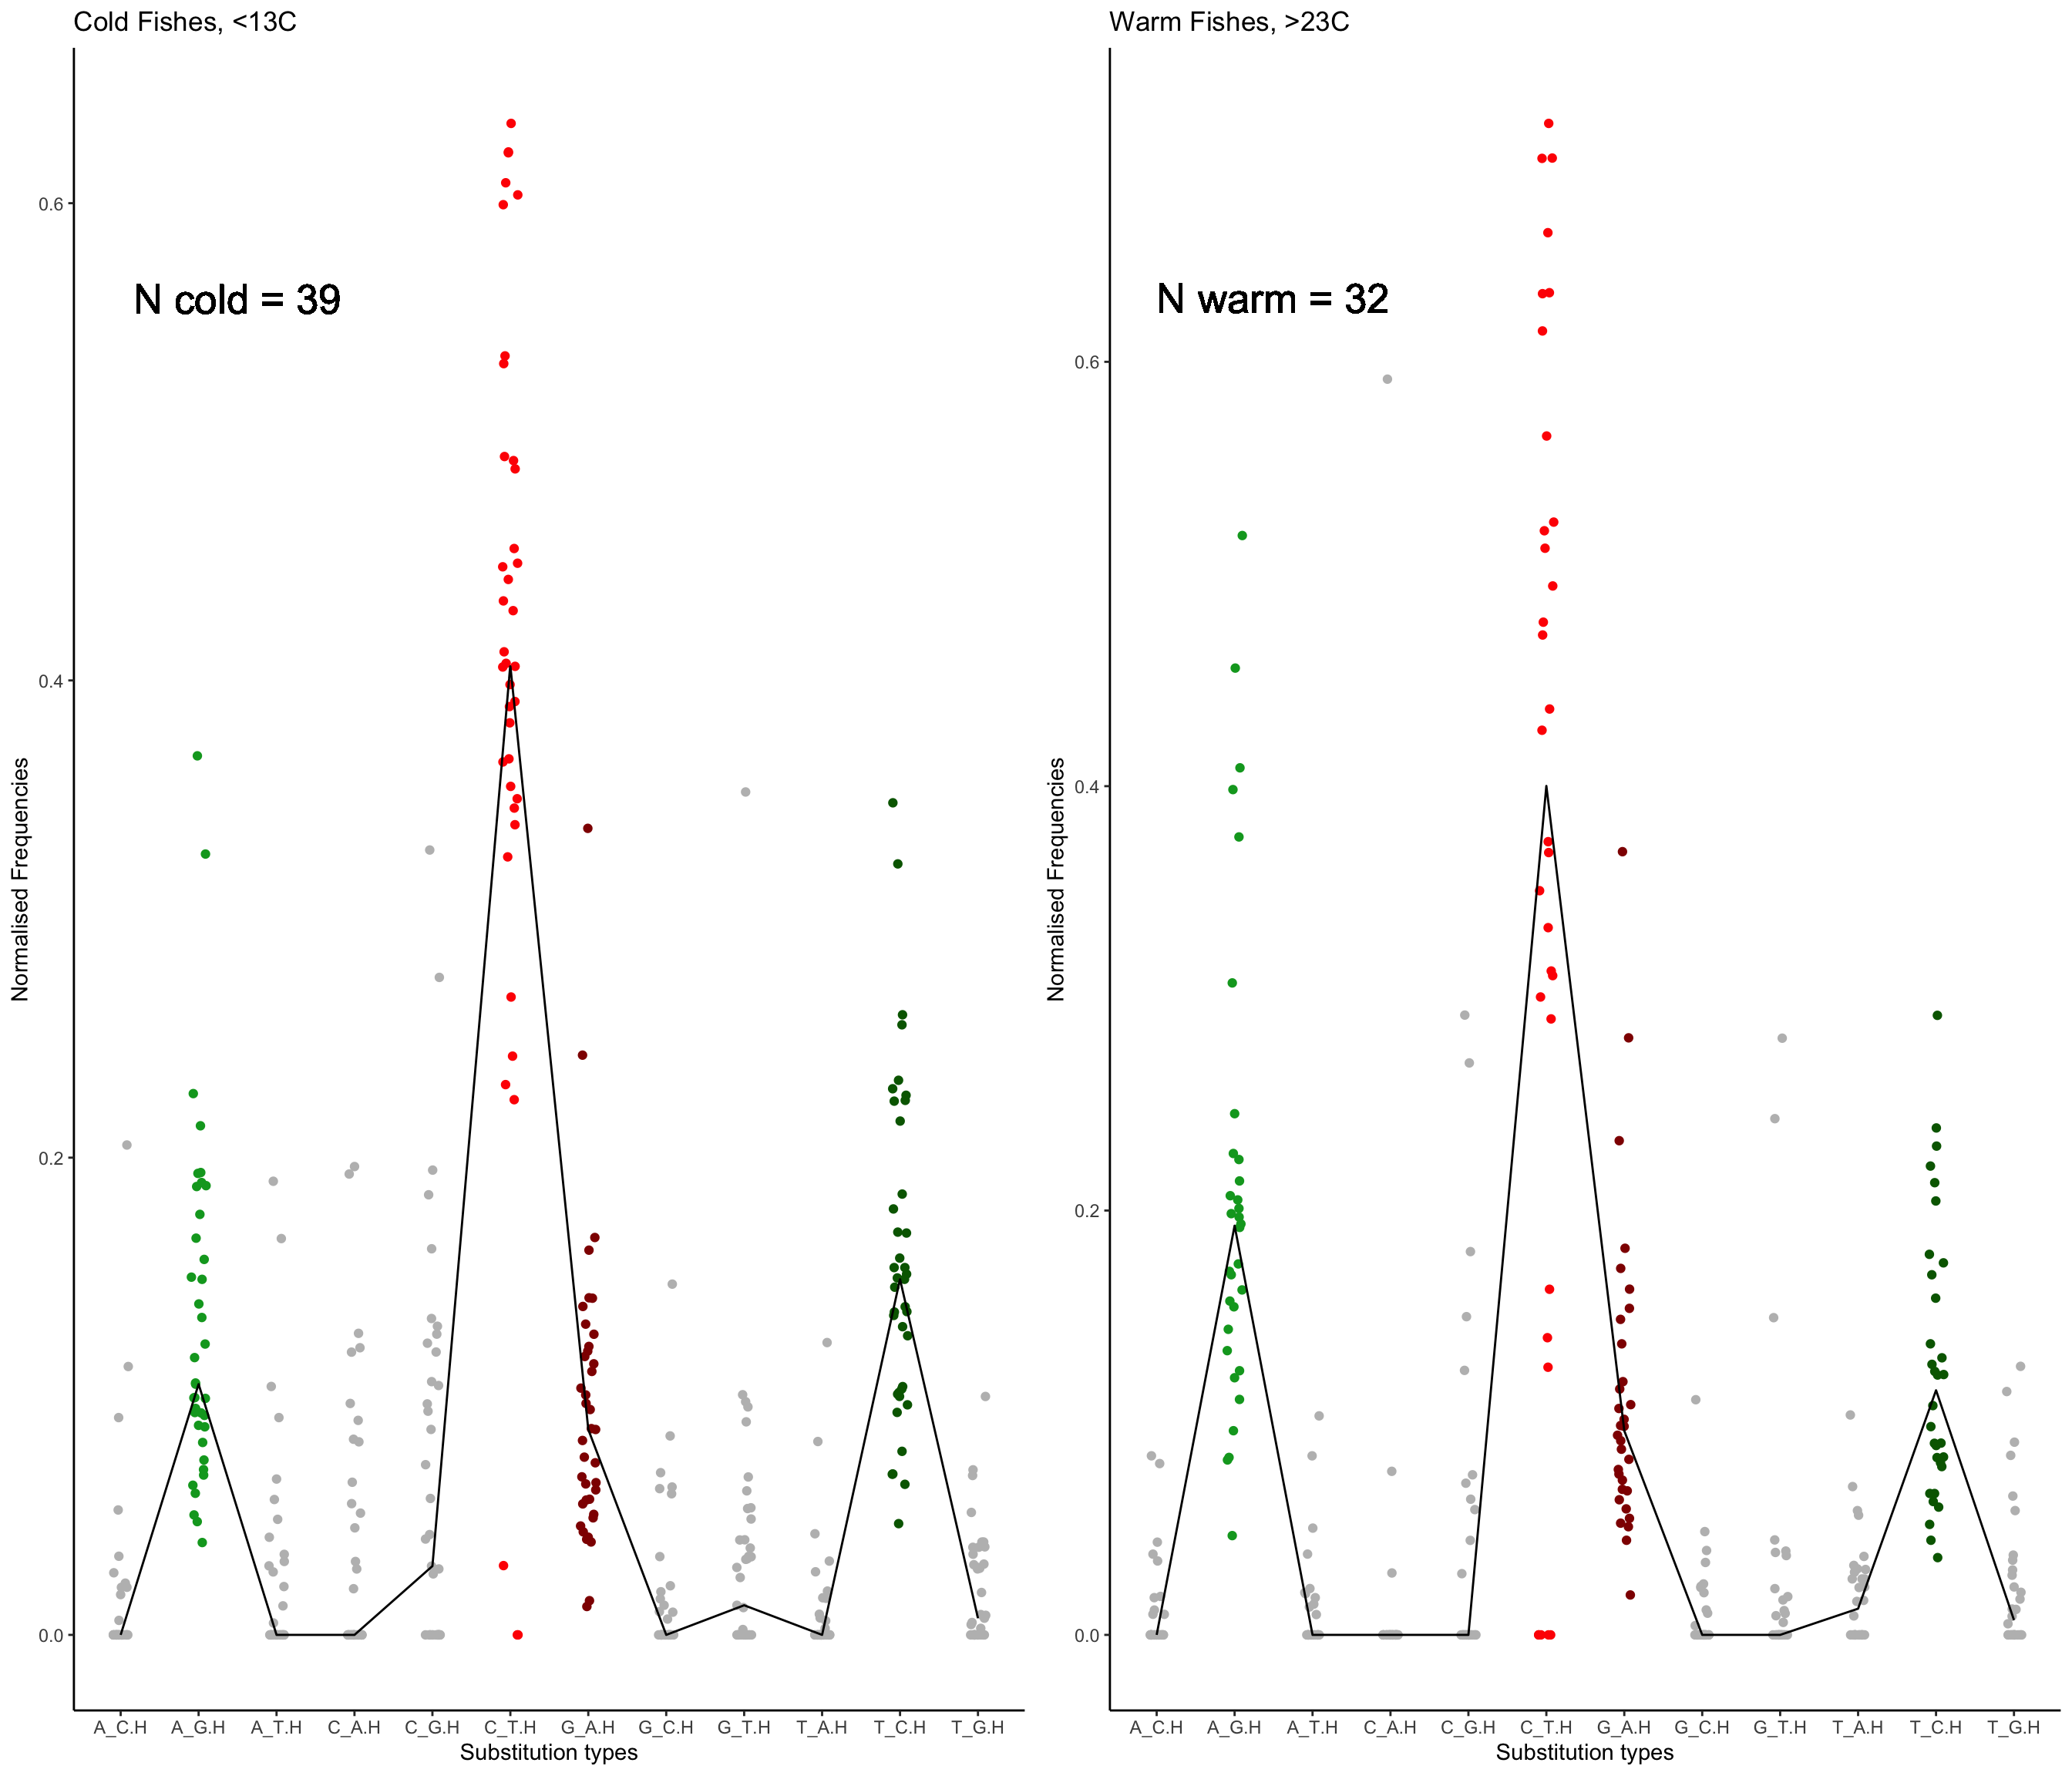 Cold Fishes, <13C
N cold = 39
Normalised Frequencies
0.6
0.4
0.2
0.0
A_C.H A_G.H A_T.H C_A.H C_G.H C_T.H G_A.H G_C.H G_T.H T_A.H T_C.H T_G.H
Substitution types
Warm Fishes, >23C
N warm = 32
Normalised Frequencies
0.6
0.4
0.2
0.0
A_C.H A_G.H A_T.H C_A.H C_G.H C_T.H G_A.H G_C.H G_T.H T_A.H T_C.H T_G.H
Substitution types